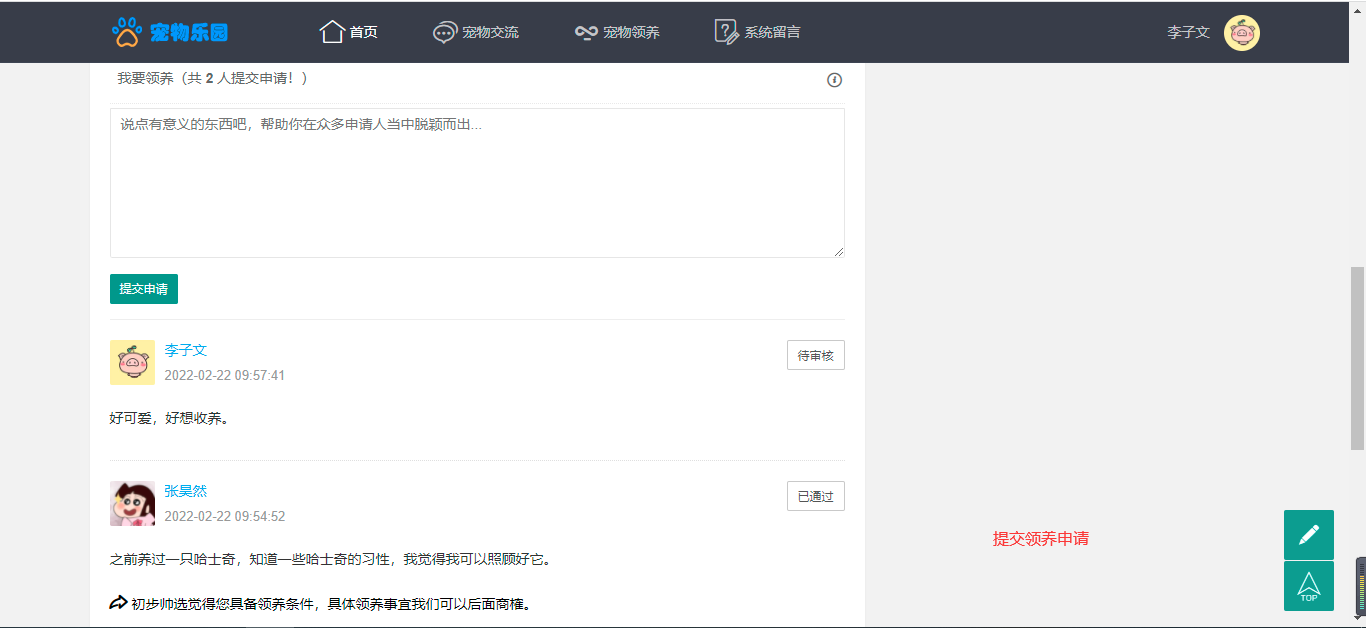 宠物乐园 首页 宠物交流 宠物领养 系统留言 李子文
我要领养（共 2 人提交申请！）
说点有意义的东西吧，帮助你在众多申请人当中脱颖而出...
提交申请
李子文 待审核
2022-02-22 09:57:41
好可爱，好想收养。
张昊然 已通过
2022-02-22 09:54:52
之前养过一只哈士奇，知道一些哈士奇的习性，我觉得我可以照顾好它。
初步帅选觉得您具备领养条件，具体领养事宜我们可以后面商榷。
提交领养申请
TOP